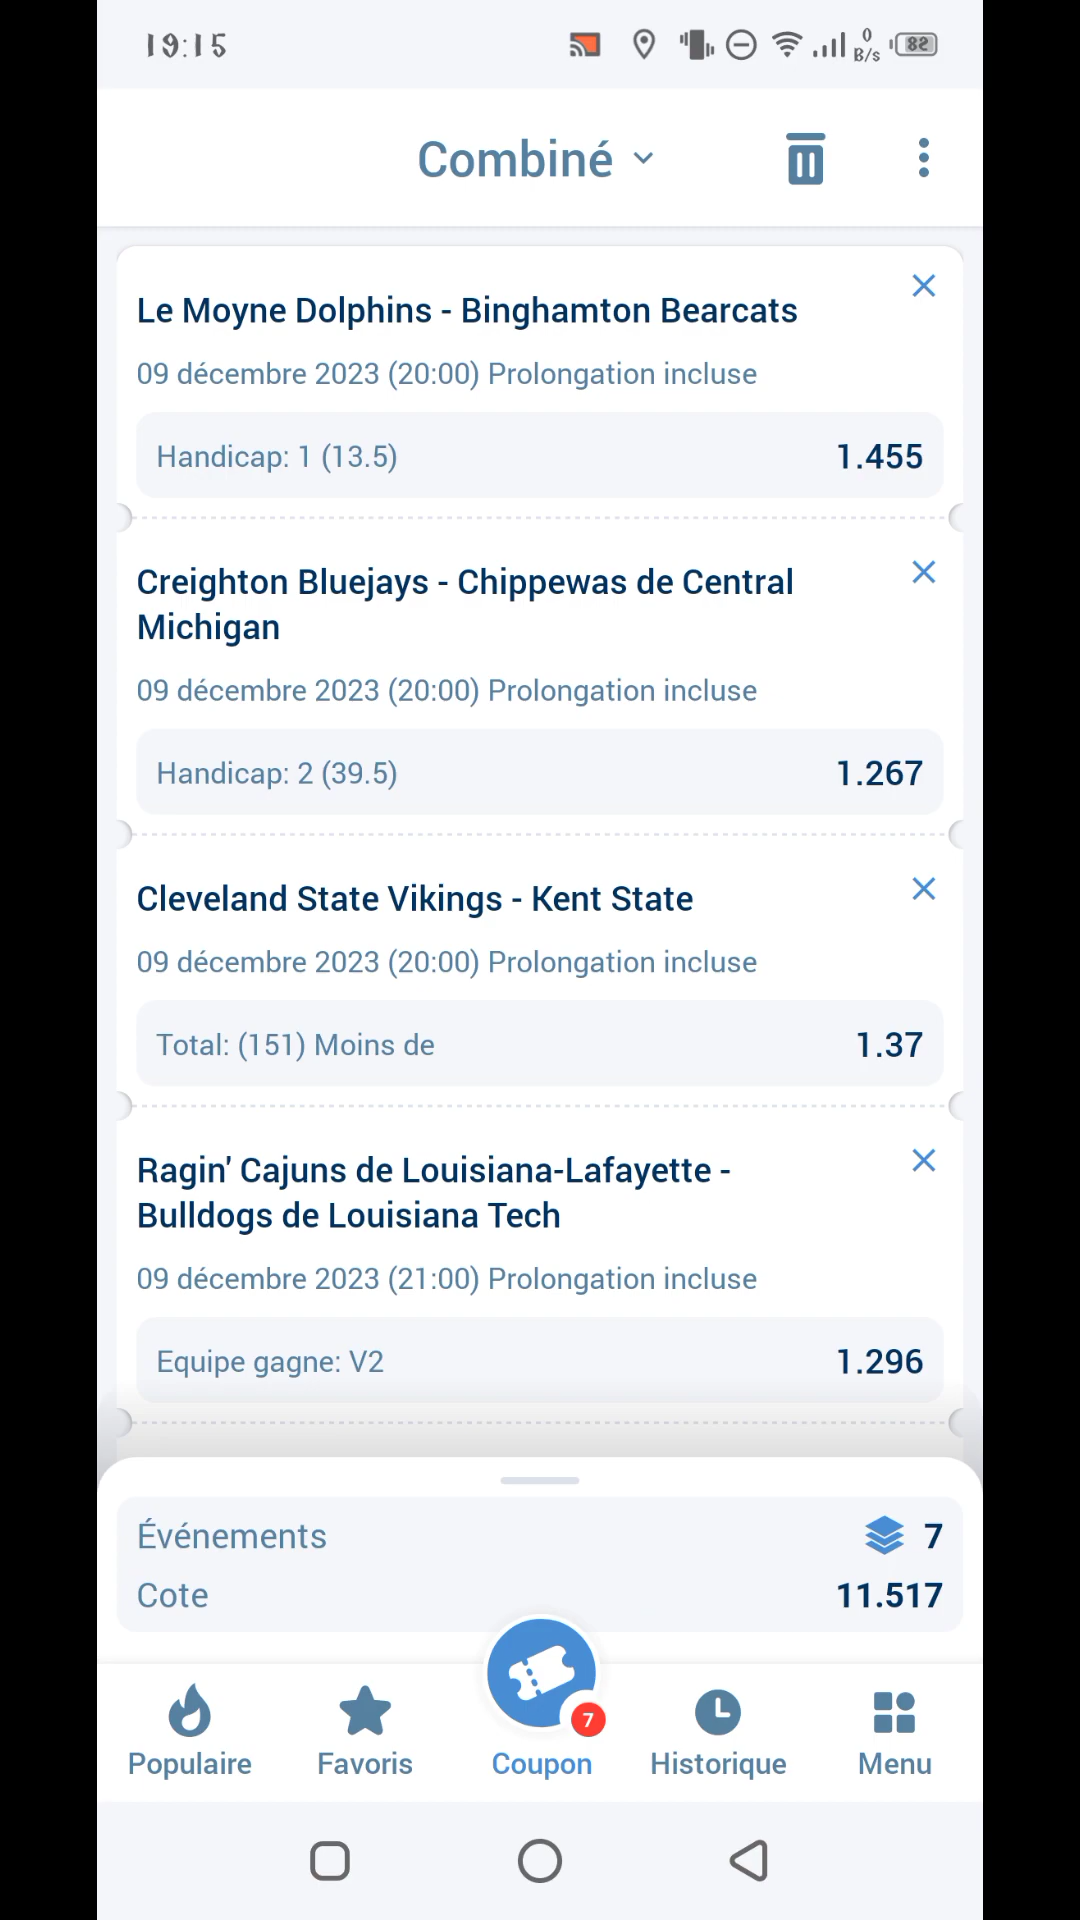 19:15
0
B/s
82
Combiné
Le Moyne Dolphins - Binghamton Bearcats
09 décembre 2023 (20:00) Prolongation incluse
Handicap: 1 (13.5) 1.455
Creighton Bluejays - Chippewas de Central
Michigan
09 décembre 2023 (20:00) Prolongation incluse
Handicap: 2 (39.5) 1.267
Cleveland State Vikings - Kent State
09 décembre 2023 (20:00) Prolongation incluse
Total: (151) Moins de 1.37
Ragin' Cajuns de Louisiana-Lafayette -
Bulldogs de Louisiana Tech
09 décembre 2023 (21:00) Prolongation incluse
Equipe gagne: V2 1.296
Événements 7
Cote 11.517
7
Populaire Favoris Coupon Historique Menu